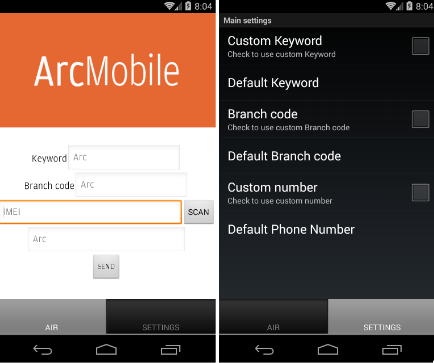 8:04
ArcMobile
Keyword Arc
Branch code Arc
IMEI SCAN
Arc
SEND
AIR SETTINGS
8:04
Main settings
Custom Keyword
Check to use custom Keyword
Default Keyword
Branch code
Check to use custom Branch code
Default Branch code
Custom number
Check to use custom number
Default Phone Number
AIR SETTINGS